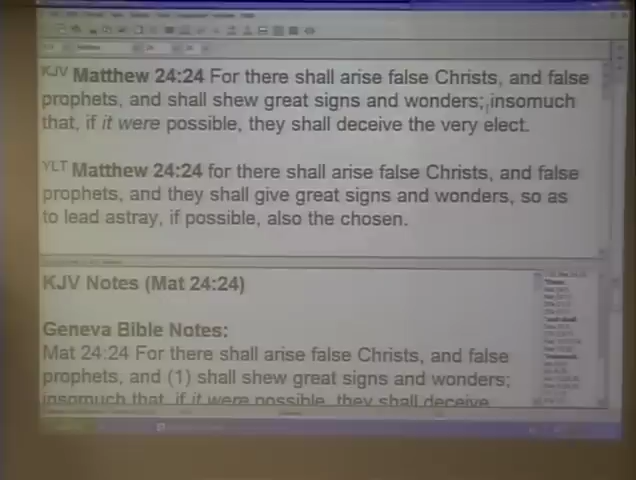 KJV Matthew 24:24 For there shall arise false Christs, and false
prophets, and shall shew great signs and wonders; insomuch
that, if it were possible, they shall deceive the very elect.
YLT Matthew 24:24 for there shall arise false Christs, and false
prophets, and they shall give great signs and wonders, so as
to lead astray, if possible, also the chosen.
KJV Notes (Mat 24:24)
Geneva Bible Notes:
Mat 24:24 For there shall arise false Christs, and false
prophets, and (1) shall shew great signs and wonders;
insomuch that, if it were possible, they shall deceive